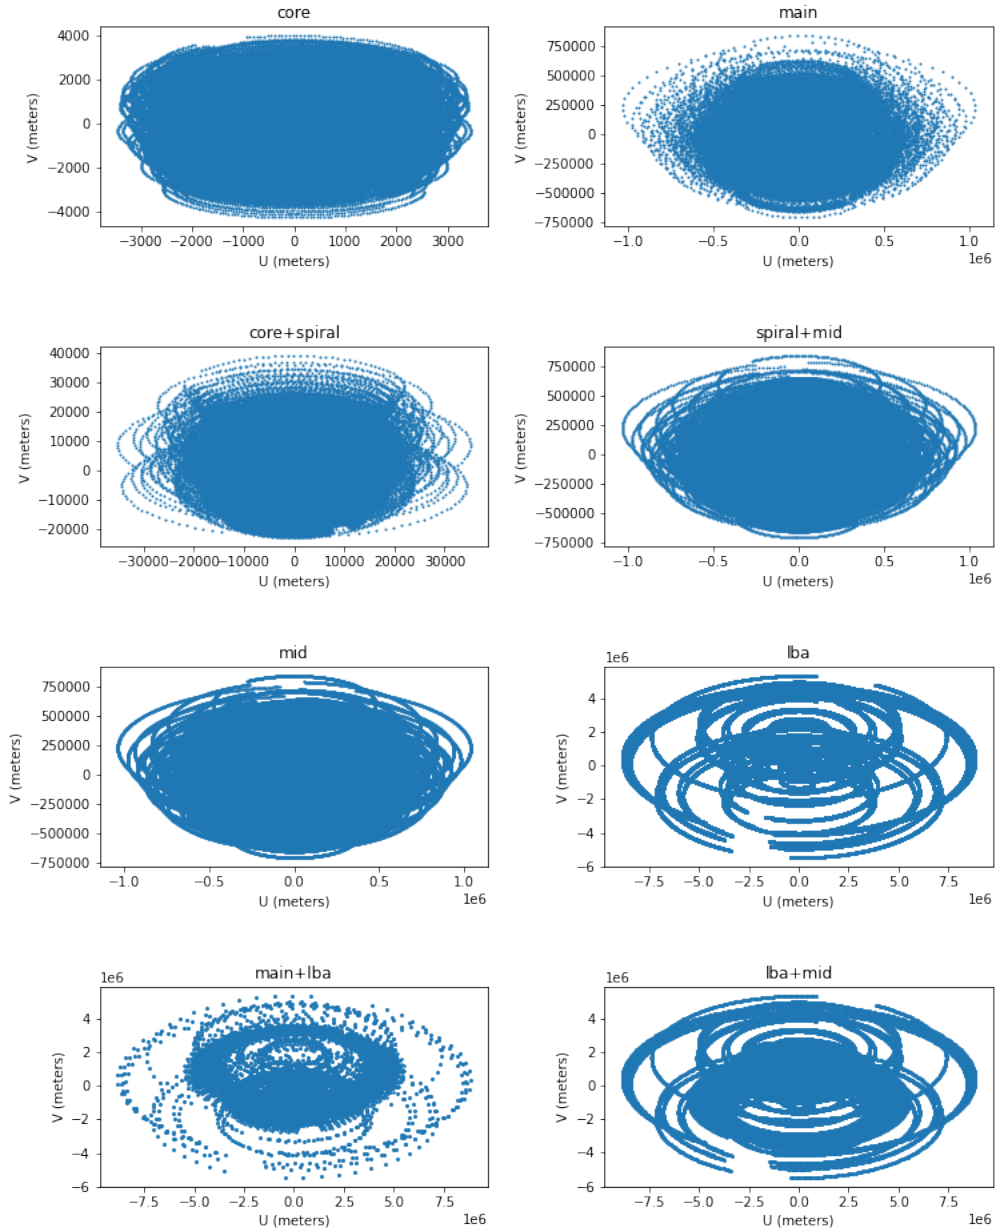 core
4000
2000
0
−2000
−4000
V (meters)
−3000 −2000 −1000 0 1000 2000 3000
U (meters)
main
750000
500000
250000
0
−250000
−500000
−750000
V (meters)
−1.0 −0.5 0.0 0.5 1.0
1e6
U (meters)
core+spiral
40000
30000
20000
10000
0
−10000
−20000
V (meters)
−30000 −20000 −10000 0 10000 20000 30000
U (meters)
spiral+mid
750000
500000
250000
0
−250000
−500000
−750000
V (meters)
−1.0 −0.5 0.0 0.5 1.0
1e6
U (meters)
mid
750000
500000
250000
0
−250000
−500000
−750000
V (meters)
−1.0 −0.5 0.0 0.5 1.0
1e6
U (meters)
lba
1e6
4
2
0
−2
−4
−6
V (meters)
−7.5 −5.0 −2.5 0.0 2.5 5.0 7.5
1e6
U (meters)
main+lba
1e6
4
2
0
−2
−4
−6
V (meters)
−7.5 −5.0 −2.5 0.0 2.5 5.0 7.5
1e6
U (meters)
lba+mid
1e6
4
2
0
−2
−4
−6
V (meters)
−7.5 −5.0 −2.5 0.0 2.5 5.0 7.5
1e6
U (meters)